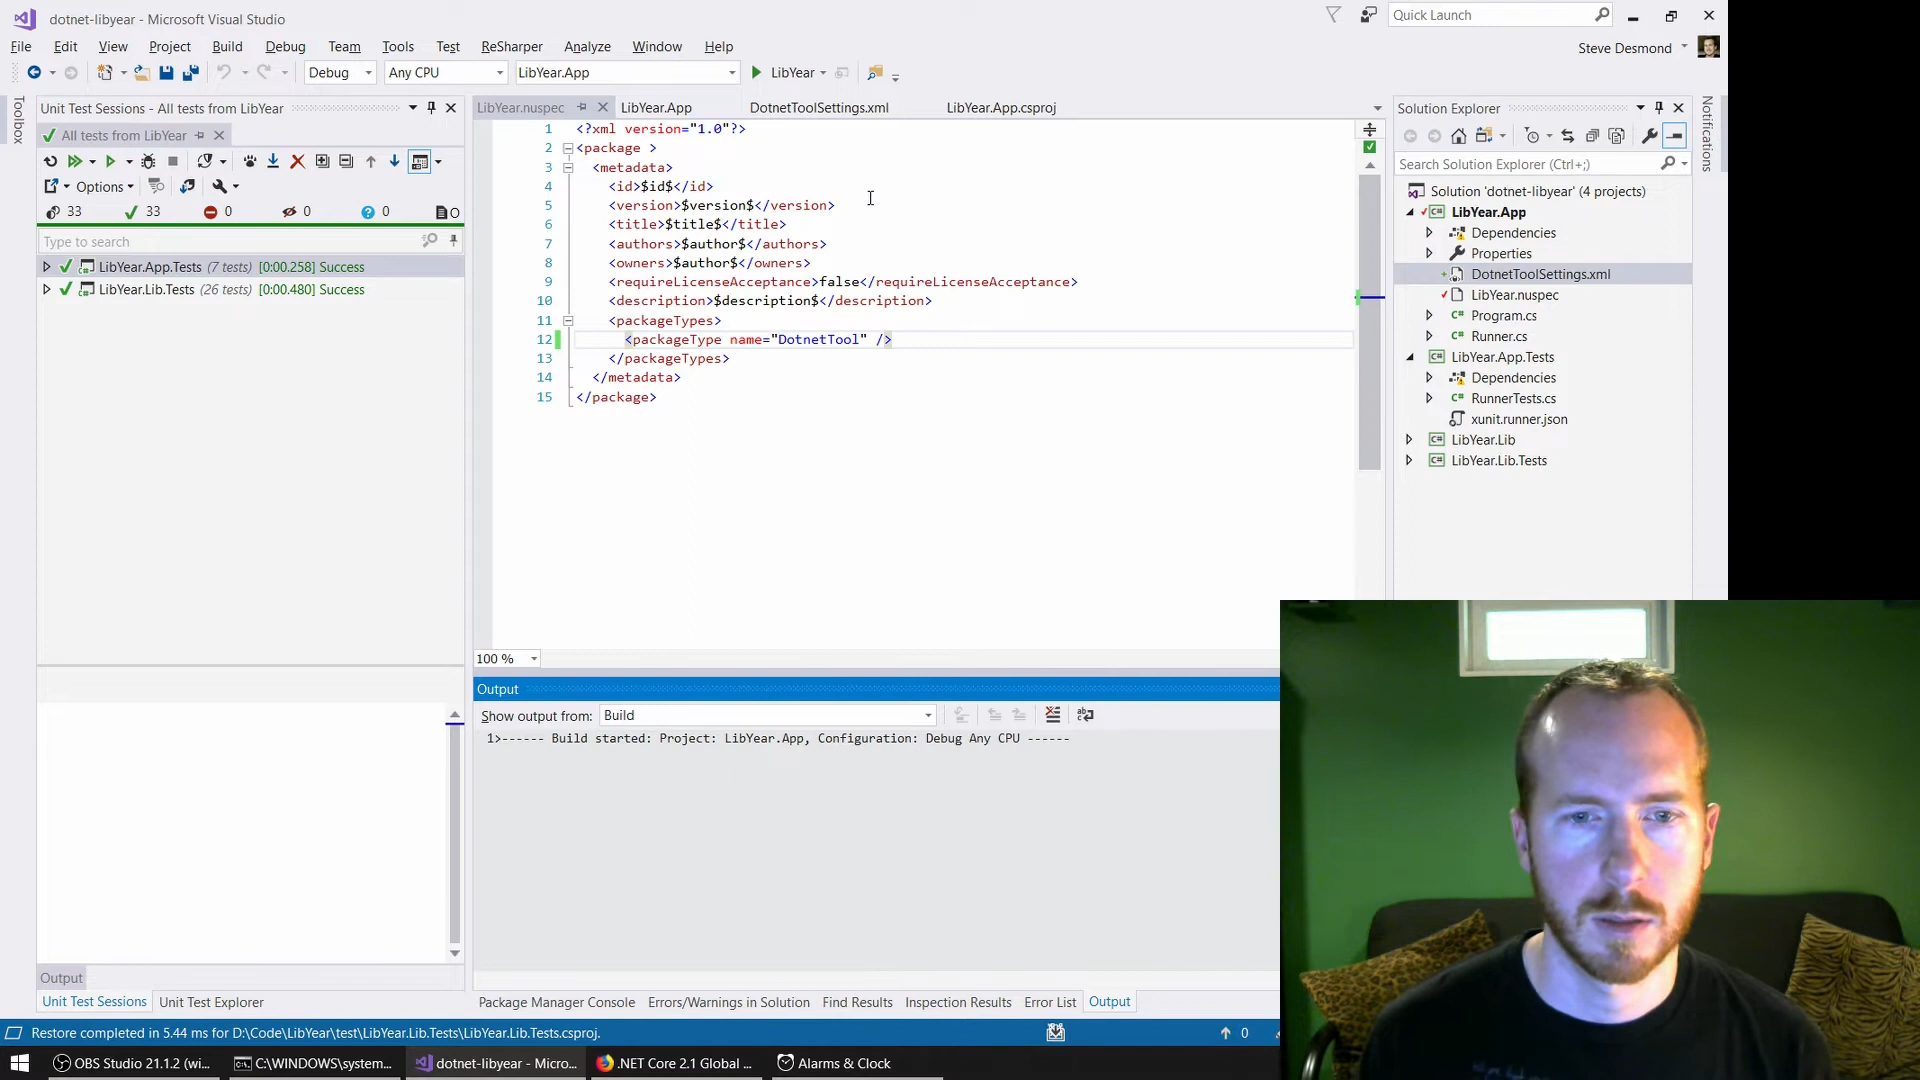 dotnet-libyear - Microsoft Visual Studio
Quick Launch
File Edit View Project Build Debug Team Tools Test ReSharper Analyze Window Help
Steve Desmond
Debug Any CPU LibYear.App LibYear
Toolbox
Unit Test Sessions - All tests from LibYear
All tests from LibYear
Options
33 33 0 0 0
Type to search
LibYear.App.Tests (7 tests) [0:00.258] Success
LibYear.Lib.Tests (26 tests) [0:00.480] Success
Output
Unit Test Sessions Unit Test Explorer
LibYear.nuspec LibYear.App DotnetToolSettings.xml LibYear.App.csproj
1 <?xml version="1.0"?>
2 <package >
3 <metadata>
4 <id>$id$</id>
5 <version>$version$</version>
6 <title>$title$</title>
7 <authors>$author$</authors>
8 <owners>$author$</owners>
9 <requireLicenseAcceptance>false</requireLicenseAcceptance>
10 <description>$description$</description>
11 <packageTypes>
12 <packageType name="DotnetTool" />
13 </packageTypes>
14 </metadata>
15 </package>
100 %
Output
Show output from: Build
1>------ Build started: Project: LibYear.App, Configuration: Debug Any CPU ------
Package Manager Console Errors/Warnings in Solution Find Results Inspection Results Error List Output
Solution Explorer
Search Solution Explorer (Ctrl+;)
Solution 'dotnet-libyear' (4 projects)
LibYear.App
Dependencies
Properties
DotnetToolSettings.xml
LibYear.nuspec
Program.cs
Runner.cs
LibYear.App.Tests
Dependencies
RunnerTests.cs
xunit.runner.json
LibYear.Lib
LibYear.Lib.Tests
Notifications
Restore completed in 5.44 ms for D:\Code\LibYear\test\LibYear.Lib.Tests\LibYear.Lib.Tests.csproj.
0
OBS Studio 21.1.2 (wi... C:\WINDOWS\system... dotnet-libyear - Micro... .NET Core 2.1 Global ... Alarms & Clock